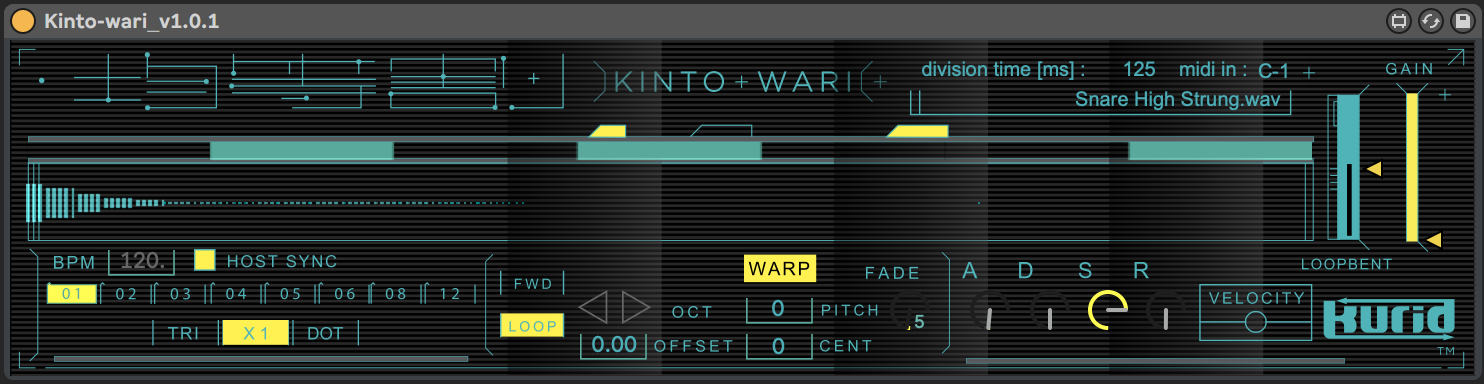 Kinto-wari_v1.0.1
KINTO+WARI
division time [ms] : 125 midi in : C-1
GAIN
Snare High Strung.wav
BPM 120. HOST SYNC
01 02 03 04 05 06 08 12
TRI X1 DOT
FWD
LOOP
WARP
OCT 0 PITCH
0.00 OFFSET 0 CENT
FADE
.5
A D S R
LOOPBENT
VELOCITY
Kurid
TM